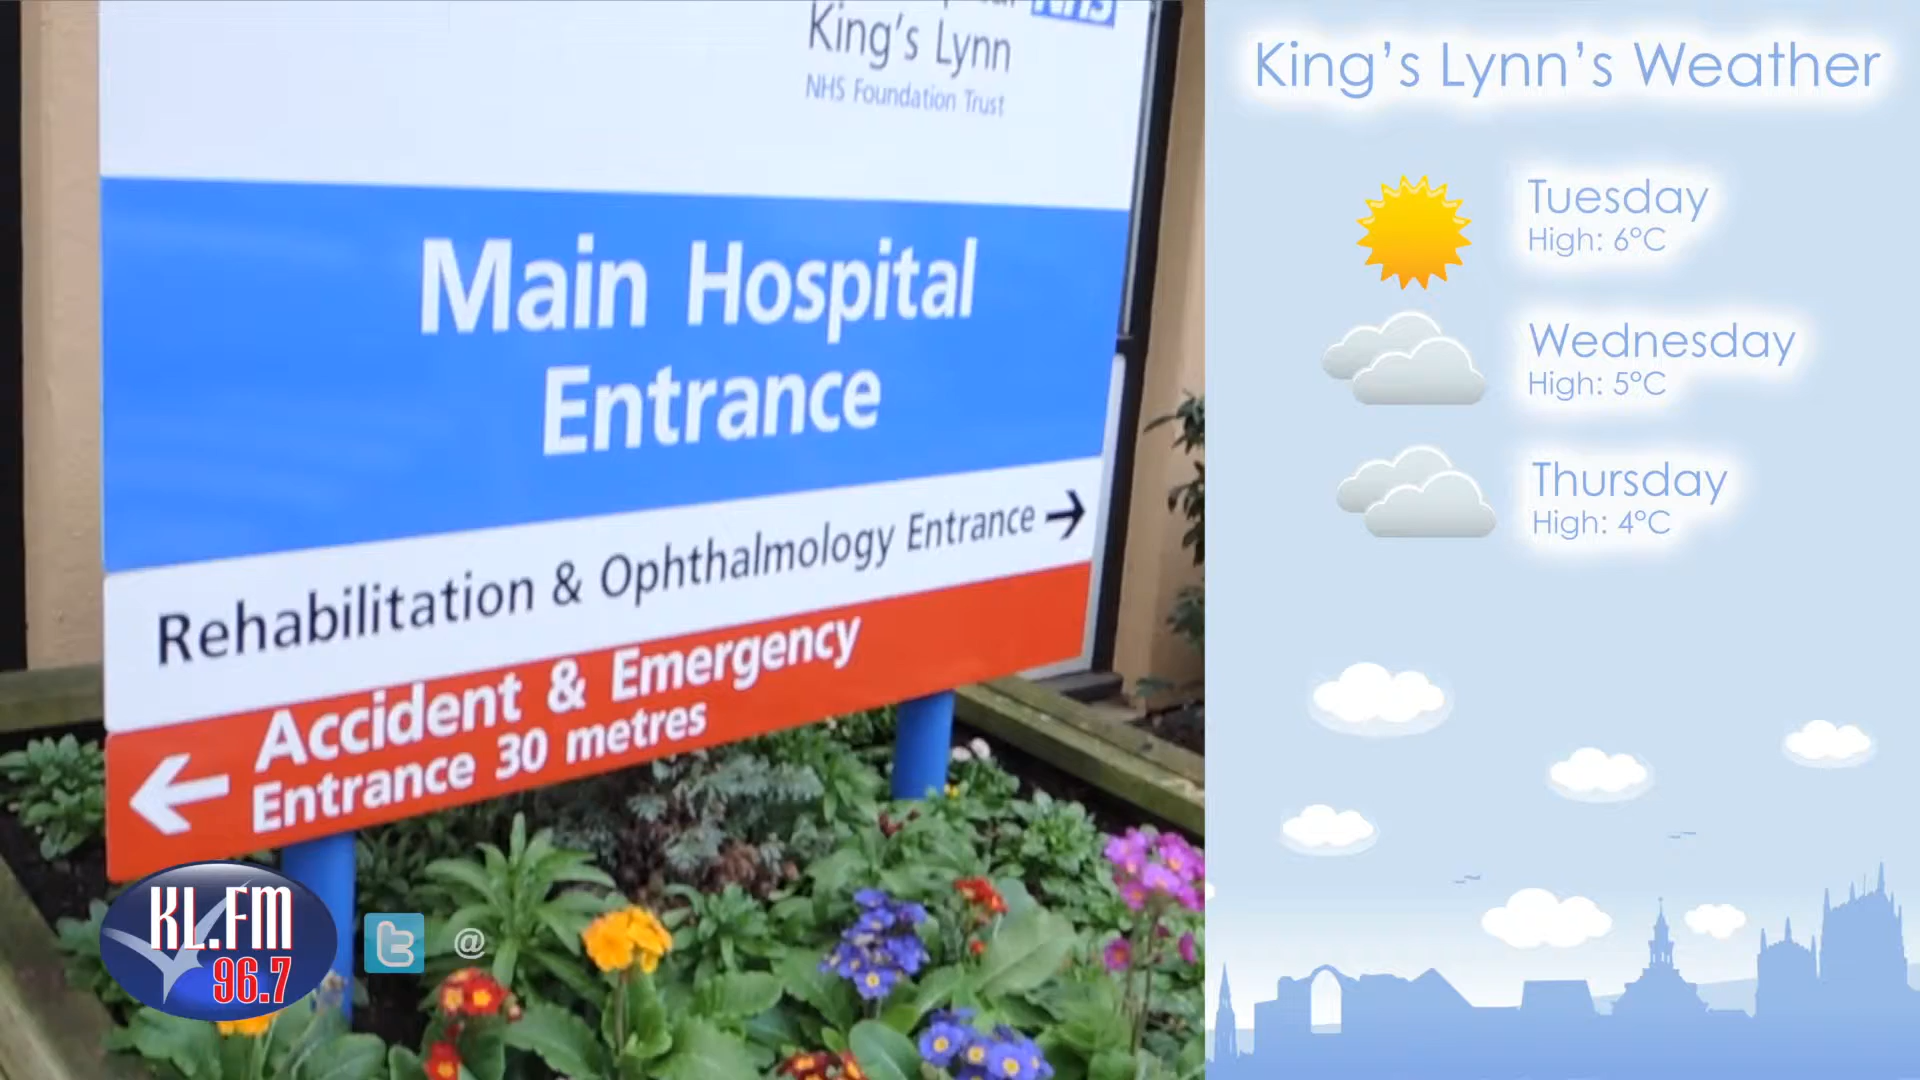 King's Lynn
NHS Foundation Trust
Main Hospital
Entrance
Rehabilitation & Ophthalmology Entrance →
Accident & Emergency
← Entrance 30 metres
KL.FM
96.7
@
King's Lynn's Weather
Tuesday
High: 6°C
Wednesday
High: 5°C
Thursday
High: 4°C